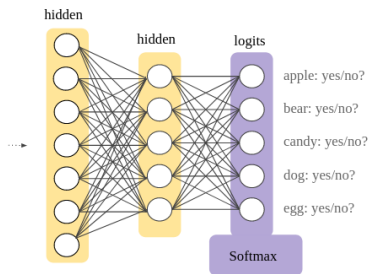 hidden
hidden
logits
apple: yes/no?
bear: yes/no?
candy: yes/no?
dog: yes/no?
egg: yes/no?
Softmax